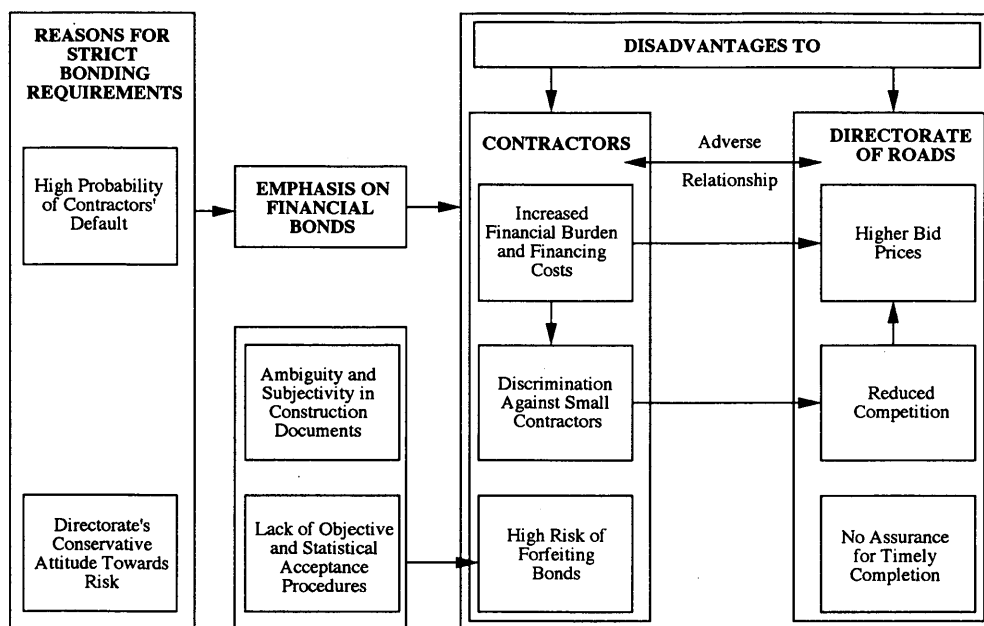 REASONS FOR
STRICT
BONDING
REQUIREMENTS
High Probability
of Contractors'
Default
Directorate's
Conservative
Attitude Towards
Risk
EMPHASIS ON
FINANCIAL
BONDS
Ambiguity and
Subjectivity in
Construction
Documents
Lack of Objective
and Statistical
Acceptance
Procedures
DISADVANTAGES TO
CONTRACTORS
Increased
Financial Burden
and Financing
Costs
Discrimination
Against Small
Contractors
High Risk of
Forfeiting
Bonds
Adverse
Relationship
DIRECTORATE
OF ROADS
Higher Bid
Prices
Reduced
Competition
No Assurance
for Timely
Completion